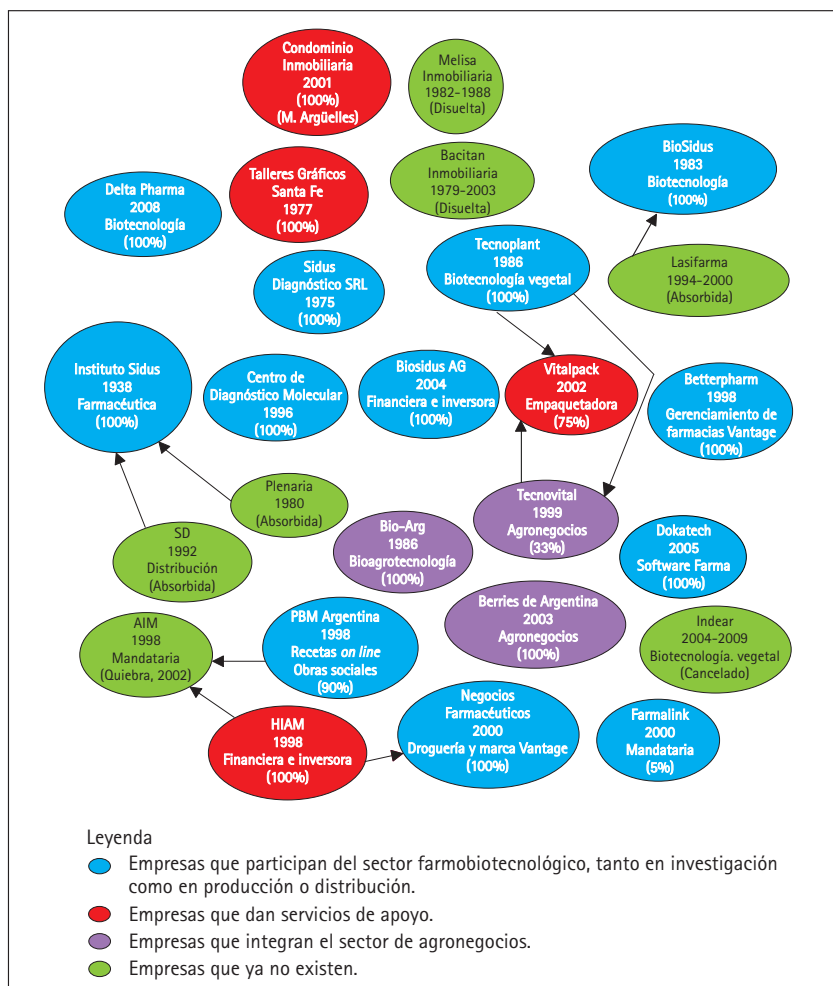 Condominio
Inmobiliaria
2001
(100%)
(M. Argüelles)
Melisa
Inmobiliaria
1982-1988
(Disuelta)
BioSidus
1983
Biotecnología
(100%)
Bacitan
Inmobiliaria
1979-2003
(Disuelta)
Talleres Gráficos
Santa Fe
1977
(100%)
Delta Pharma
2008
Biotecnología
(100%)
Tecnoplant
1986
Biotecnología vegetal
(100%)
Lasifarma
1994-2000
(Absorbida)
Sidus
Diagnóstico SRL
1975
(100%)
Instituto Sidus
1938
Farmacéutica
(100%)
Centro de
Diagnóstico Molecular
1996
(100%)
Biosidus AG
2004
Financiera e inversora
(100%)
Vitalpack
2002
Empaquetadora
(75%)
Betterpharm
1998
Gerenciamiento de
farmacias Vantage
(100%)
Plenaria
1980
(Absorbida)
Tecnovital
1999
Agronegocios
(33%)
SD
1992
Distribución
(Absorbida)
Bio-Arg
1986
Bioagrotecnología
(100%)
Dokatech
2005
Software Farma
(100%)
AIM
1998
Mandataria
(Quiebra, 2002)
PBM Argentina
1998
Recetas on line
Obras sociales
(90%)
Berries de Argentina
2003
Agronegocios
(100%)
Indear
2004-2009
Biotecnología. vegetal
(Cancelado)
HIAM
1998
Financiera e inversora
(100%)
Negocios
Farmacéuticos
2000
Droguería y marca Vantage
(100%)
Farmalink
2000
Mandataria
(5%)
Leyenda
Empresas que participan del sector farmobiotecnológico, tanto en investigación
como en producción o distribución.
Empresas que dan servicios de apoyo.
Empresas que integran el sector de agronegocios.
Empresas que ya no existen.